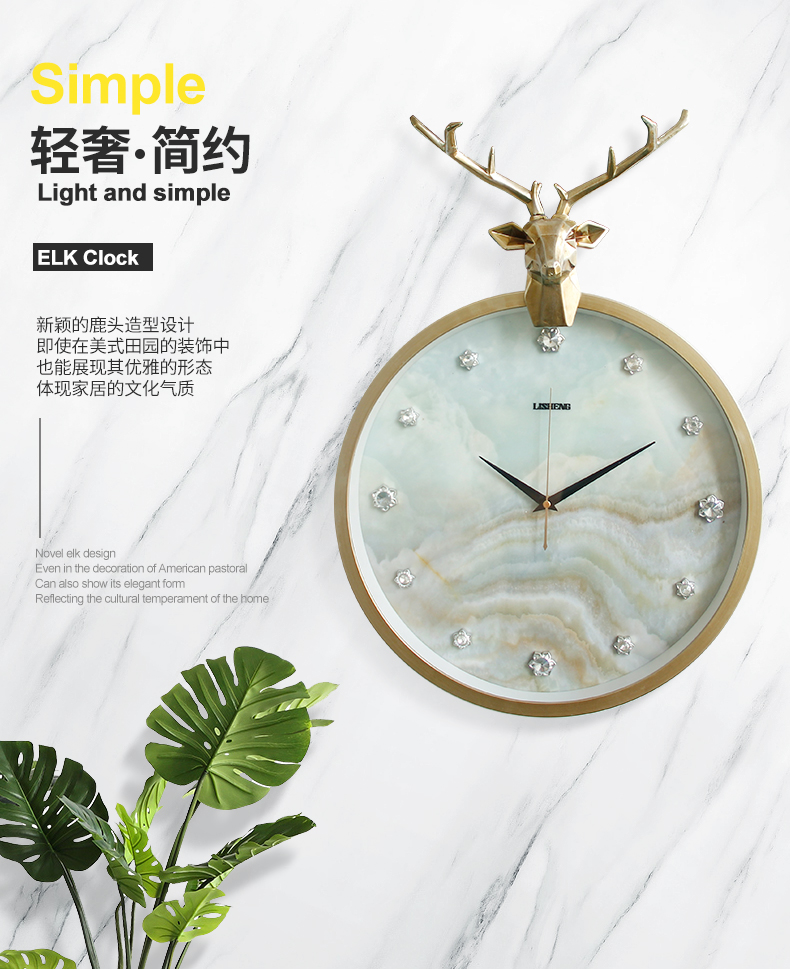 Simple
轻奢·简约
Light and simple
ELK Clock
新颖的鹿头造型设计
即使在美式田园的装饰中
也能展现其优雅的形态
体现家居的文化气质
Novel elk design
Even in the decoration of American pastoral
Can also show its elegant form
Reflecting the cultural temperament of the home
LISHENG